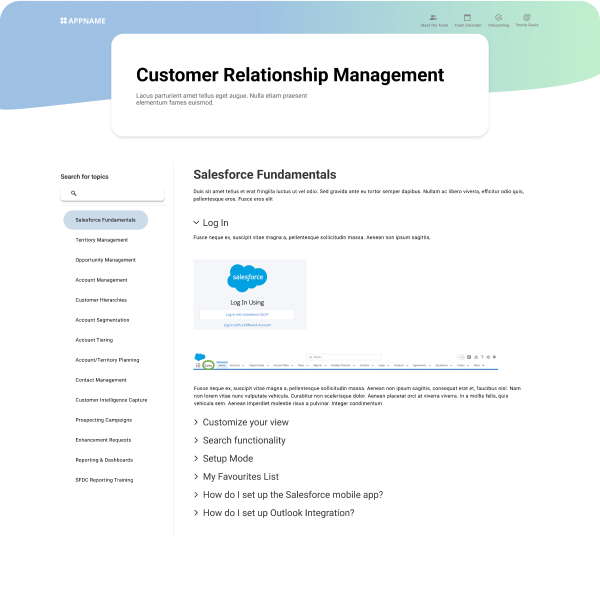 APPNAME
Meet the Team
Team Calendar
Onboarding
Yearly Goals
Customer Relationship Management
Lacus parturient amet tellus eget augue. Nulla etiam praesent
elementum fames euismod.
Search for topics
Salesforce Fundamentals
Territory Management
Opportunity Management
Account Management
Customer Hierarchies
Account Segmentation
Account Tiering
Account/Territory Planning
Contact Management
Customer Intelligence Capture
Prospecting Campaigns
Enhancement Requests
Reporting & Dashboards
SFDC Reporting Training
Salesforce Fundamentals
Duis sit amet tellus et erat fringilla luctus ut vel odio. Sed gravida ante eu tortor semper dapibus. Nullam ac libero viverra, efficitur odio quis,
pellentesque eros. Fusce eros elit
Log In
Fusce neque ex, suscipit vitae magna a, pellentesque sollicitudin massa. Aenean non ipsum sagittis,
salesforce
Log In Using
Log in with a Different Account
Fusce neque ex, suscipit vitae magna a, pellentesque sollicitudin massa. Aenean non ipsum sagittis, consequat erat et, faucibus nisl. Nam
non lorem vitae nunc vulputate vehicula. Curabitur non scelerisque dolor. Aenean placerat orci at viverra viverra. In a mollis felis, quis
vehicula sem. Aenean imperdiet molestie risus a pulvinar. Integer condimentum
Customize your view
Search functionality
Setup Mode
My Favourites List
How do I set up the Salesforce mobile app?
How do I set up Outlook Integration?